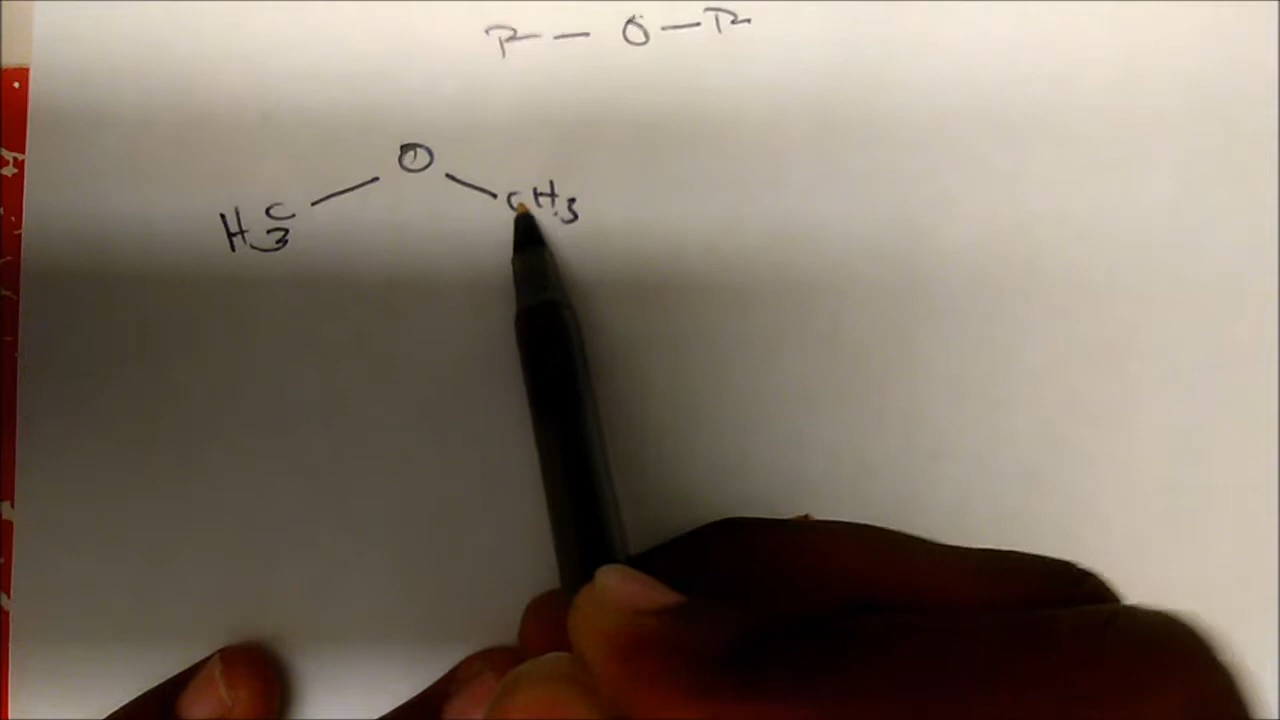 R — O — R
H3C — O — CH3